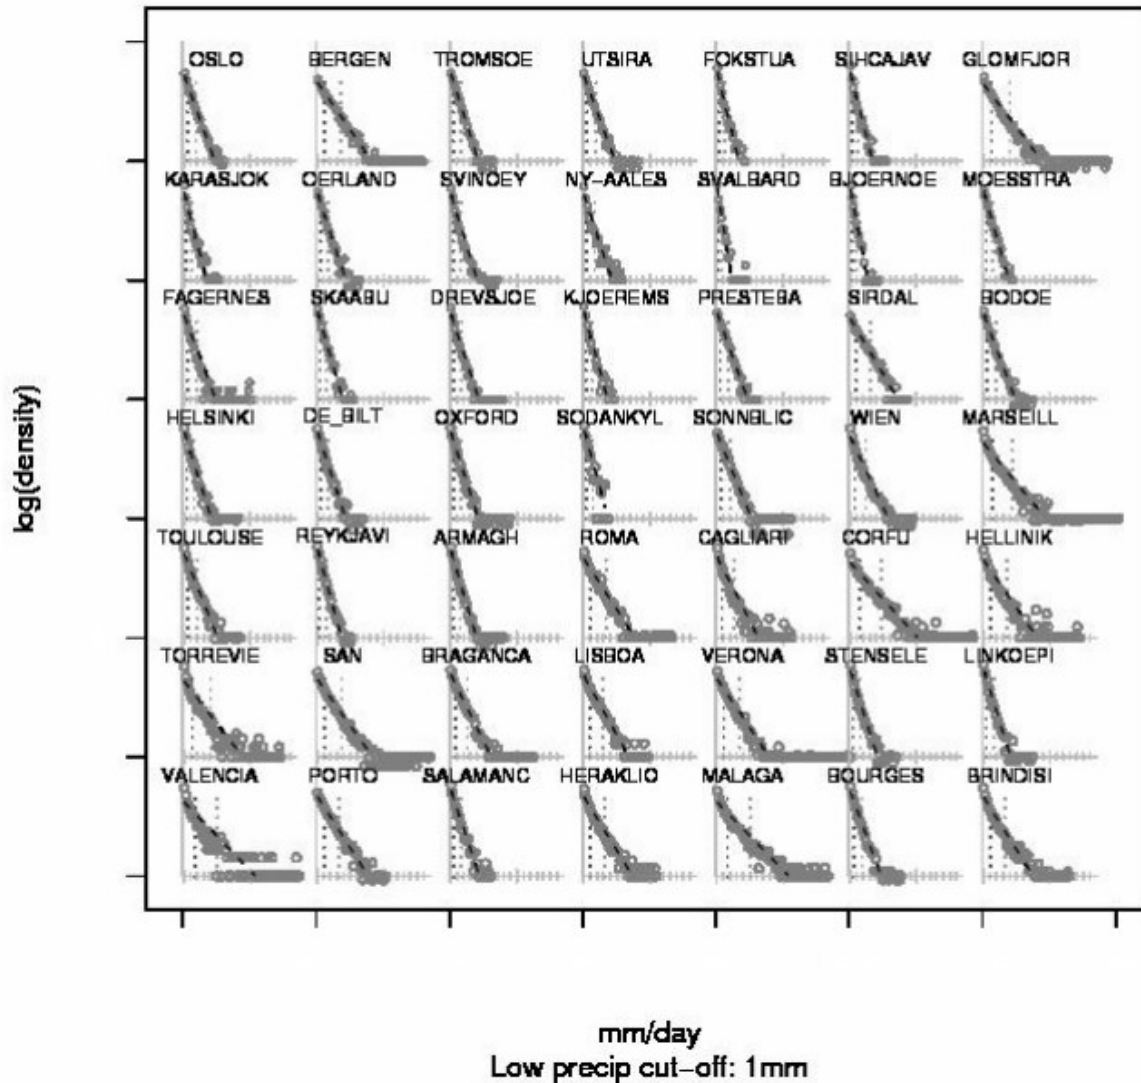 OSLO BERGEN TROMSOE UTSIRA FOKSTUA SIHCAJAV GLOMFJOR
KARASJOK OERLAND SVINOEY NY-AALES SVALBARD BJOERNOE MOESSTRA
FAGERNES SKAABU DREVSJOE KJOEREMS PRESTEBA SIRDAL BODOE
HELSINKI DE_BILT OXFORD SODANKYL SONNBLIC WIEN MARSEILL
TOULOUSE REYKJAVI ARMAGH ROMA CAGLIARI CORFU HELLINIK
TORREVIE SAN BRAGANCA LISBOA VERONA STENSELE LINKOEPI
VALENCIA PORTO SALAMANC HERAKLIO MALAGA BOURGES BRINDISI
log(density)
mm/day
Low precip cut-off: 1mm